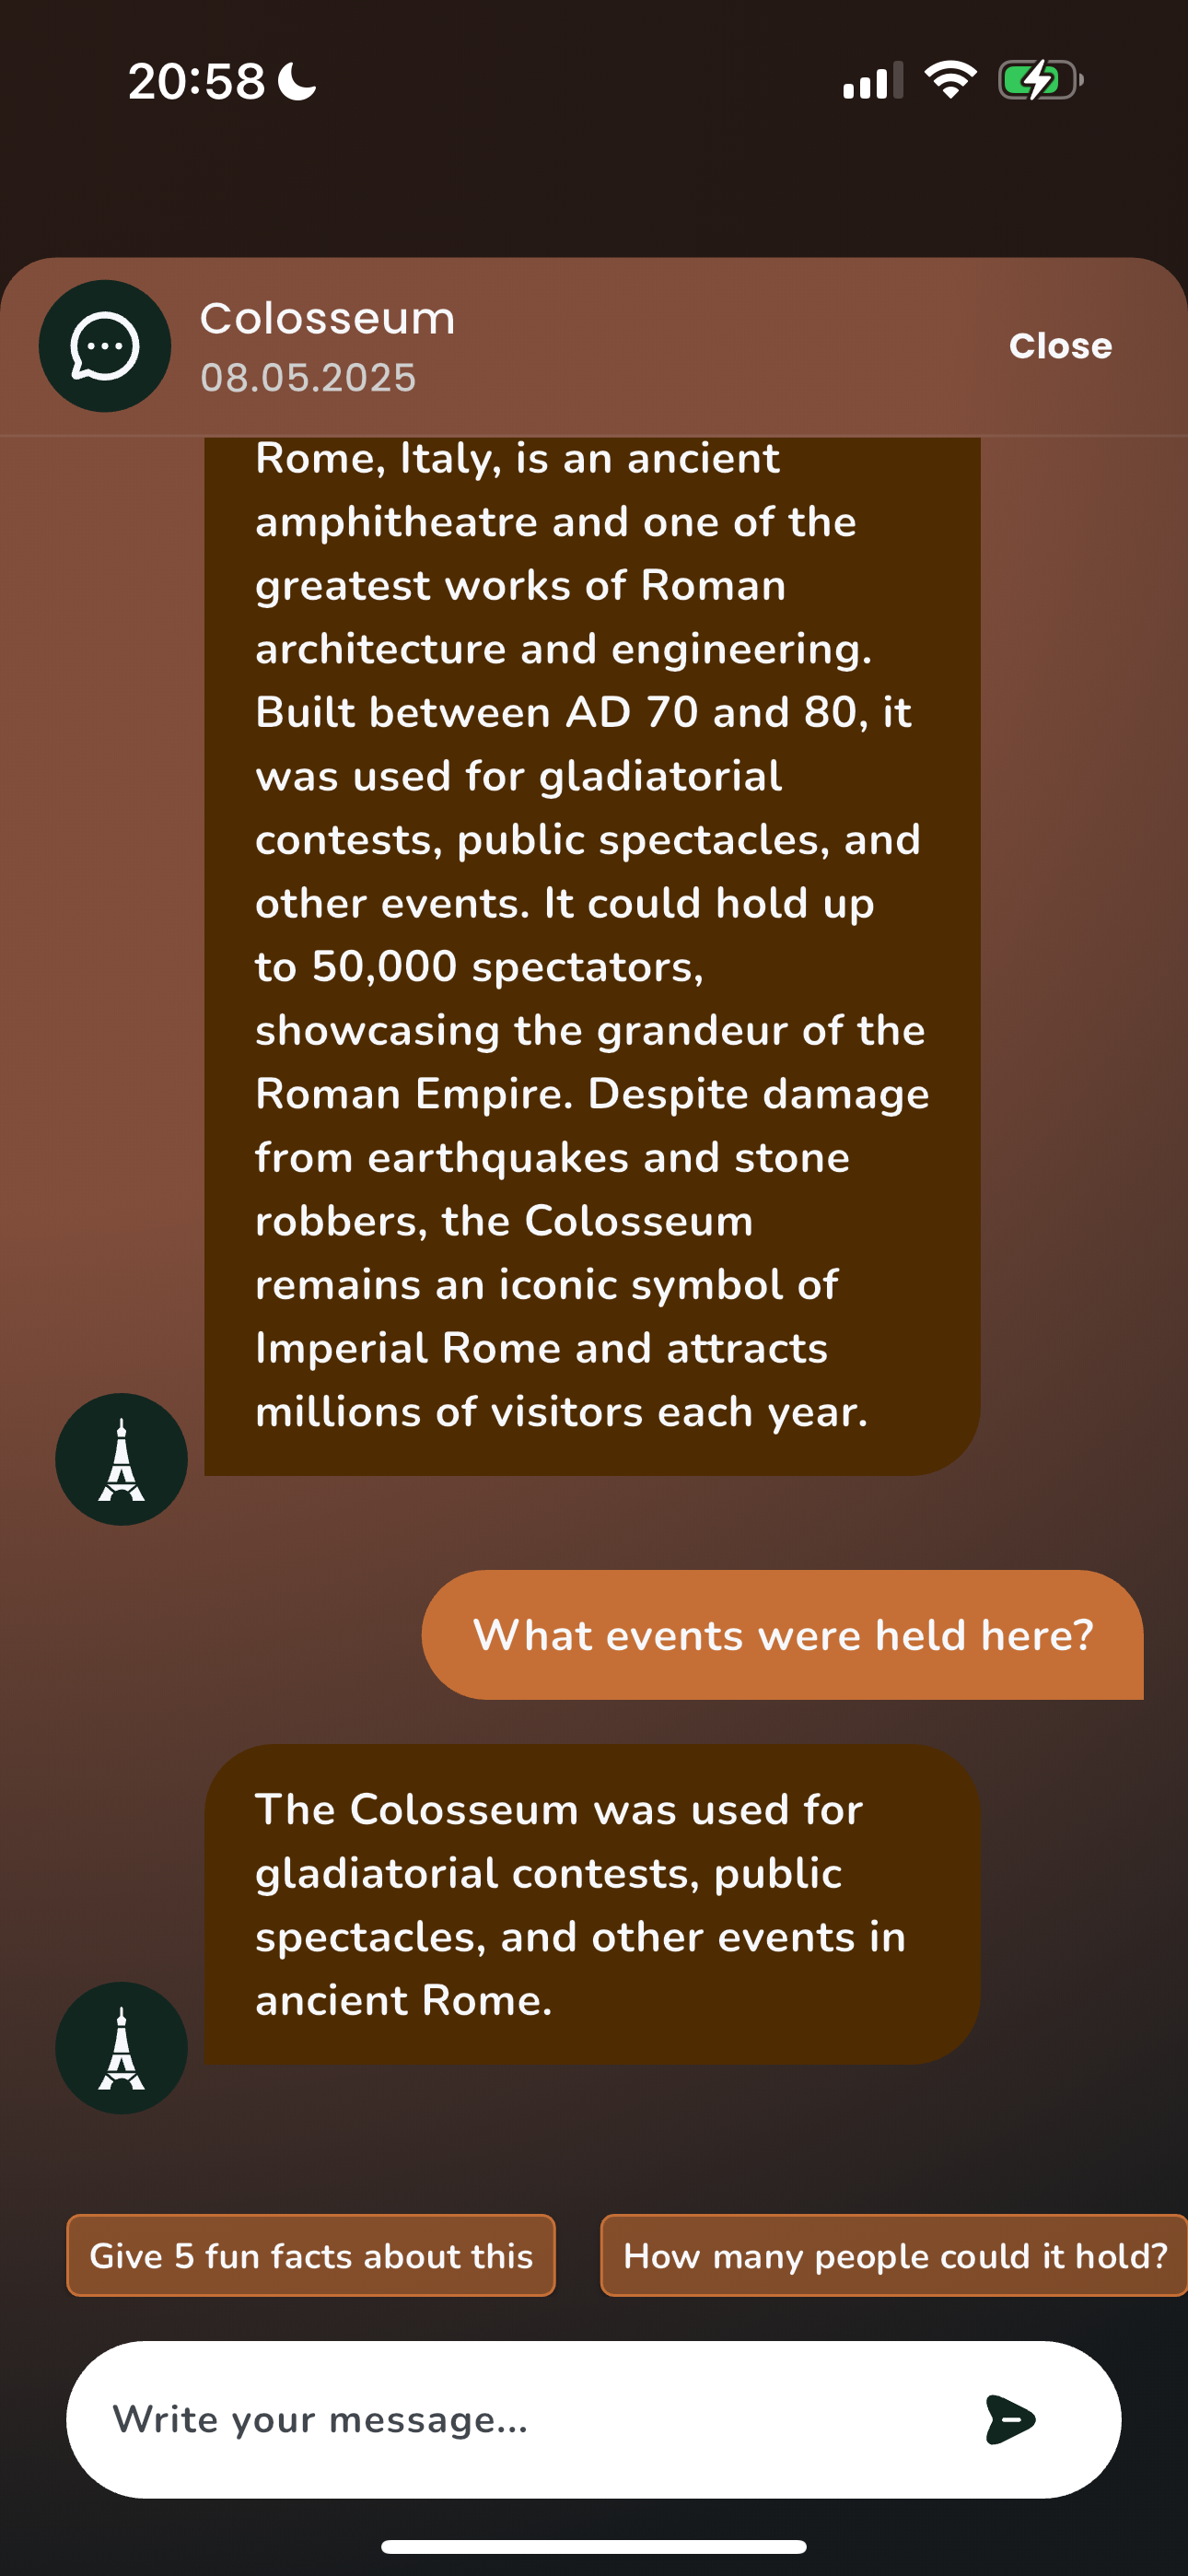 20:58
Colosseum
08.05.2025
Close
Rome, Italy, is an ancient
amphitheatre and one of the
greatest works of Roman
architecture and engineering.
Built between AD 70 and 80, it
was used for gladiatorial
contests, public spectacles, and
other events. It could hold up
to 50,000 spectators,
showcasing the grandeur of the
Roman Empire. Despite damage
from earthquakes and stone
robbers, the Colosseum
remains an iconic symbol of
Imperial Rome and attracts
millions of visitors each year.
What events were held here?
The Colosseum was used for
gladiatorial contests, public
spectacles, and other events in
ancient Rome.
Give 5 fun facts about this
How many people could it hold?
Write your message...